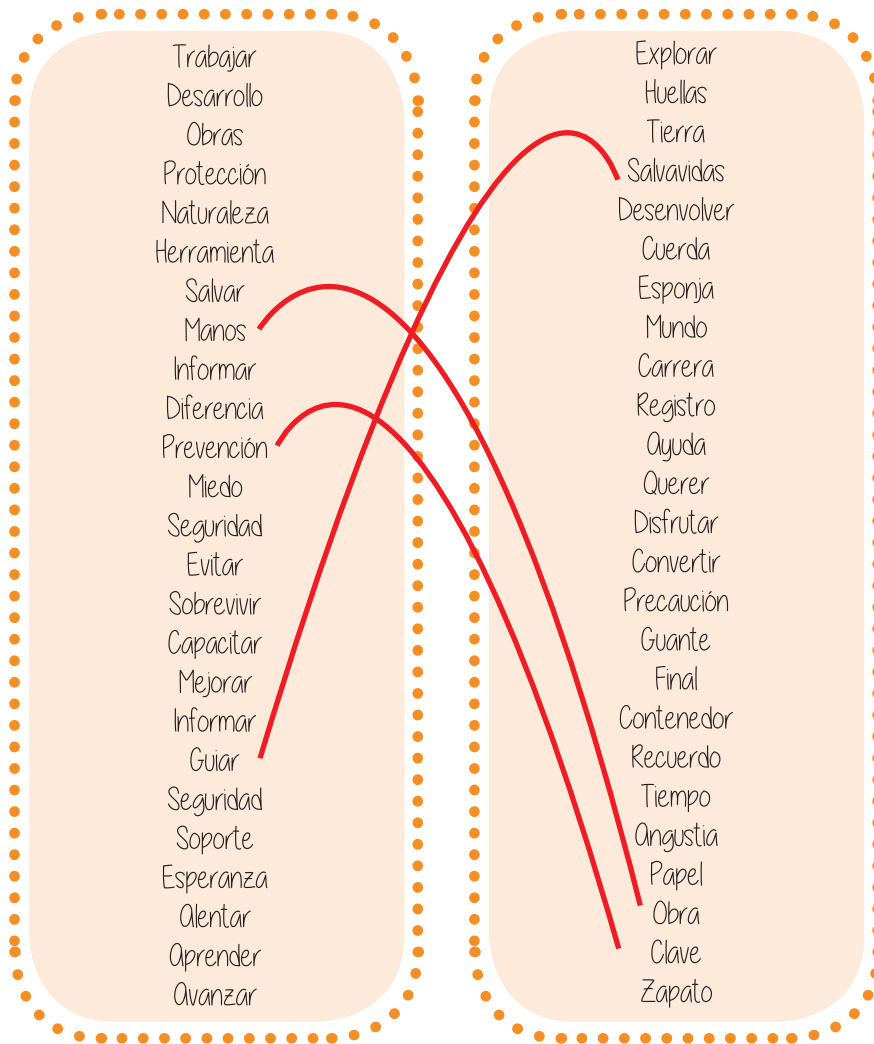 Trabajar
Desarrollo
Obras
Protección
Naturaleza
Herramienta
Salvar
Manos
Informar
Diferencia
Prevención
Miedo
Seguridad
Evitar
Sobrevivir
Capacitar
Mejorar
Informar
Guiar
Seguridad
Soporte
Esperanza
Alentar
Aprender
Avanzar
Explorar
Huellas
Tierra
Salvavidas
Desenvolver
Cuerda
Esponja
Mundo
Carrera
Registro
Ayuda
Querer
Disfrutar
Convertir
Precaución
Guante
Final
Contenedor
Recuerdo
Tiempo
Angustia
Papel
Obra
Clave
Zapato